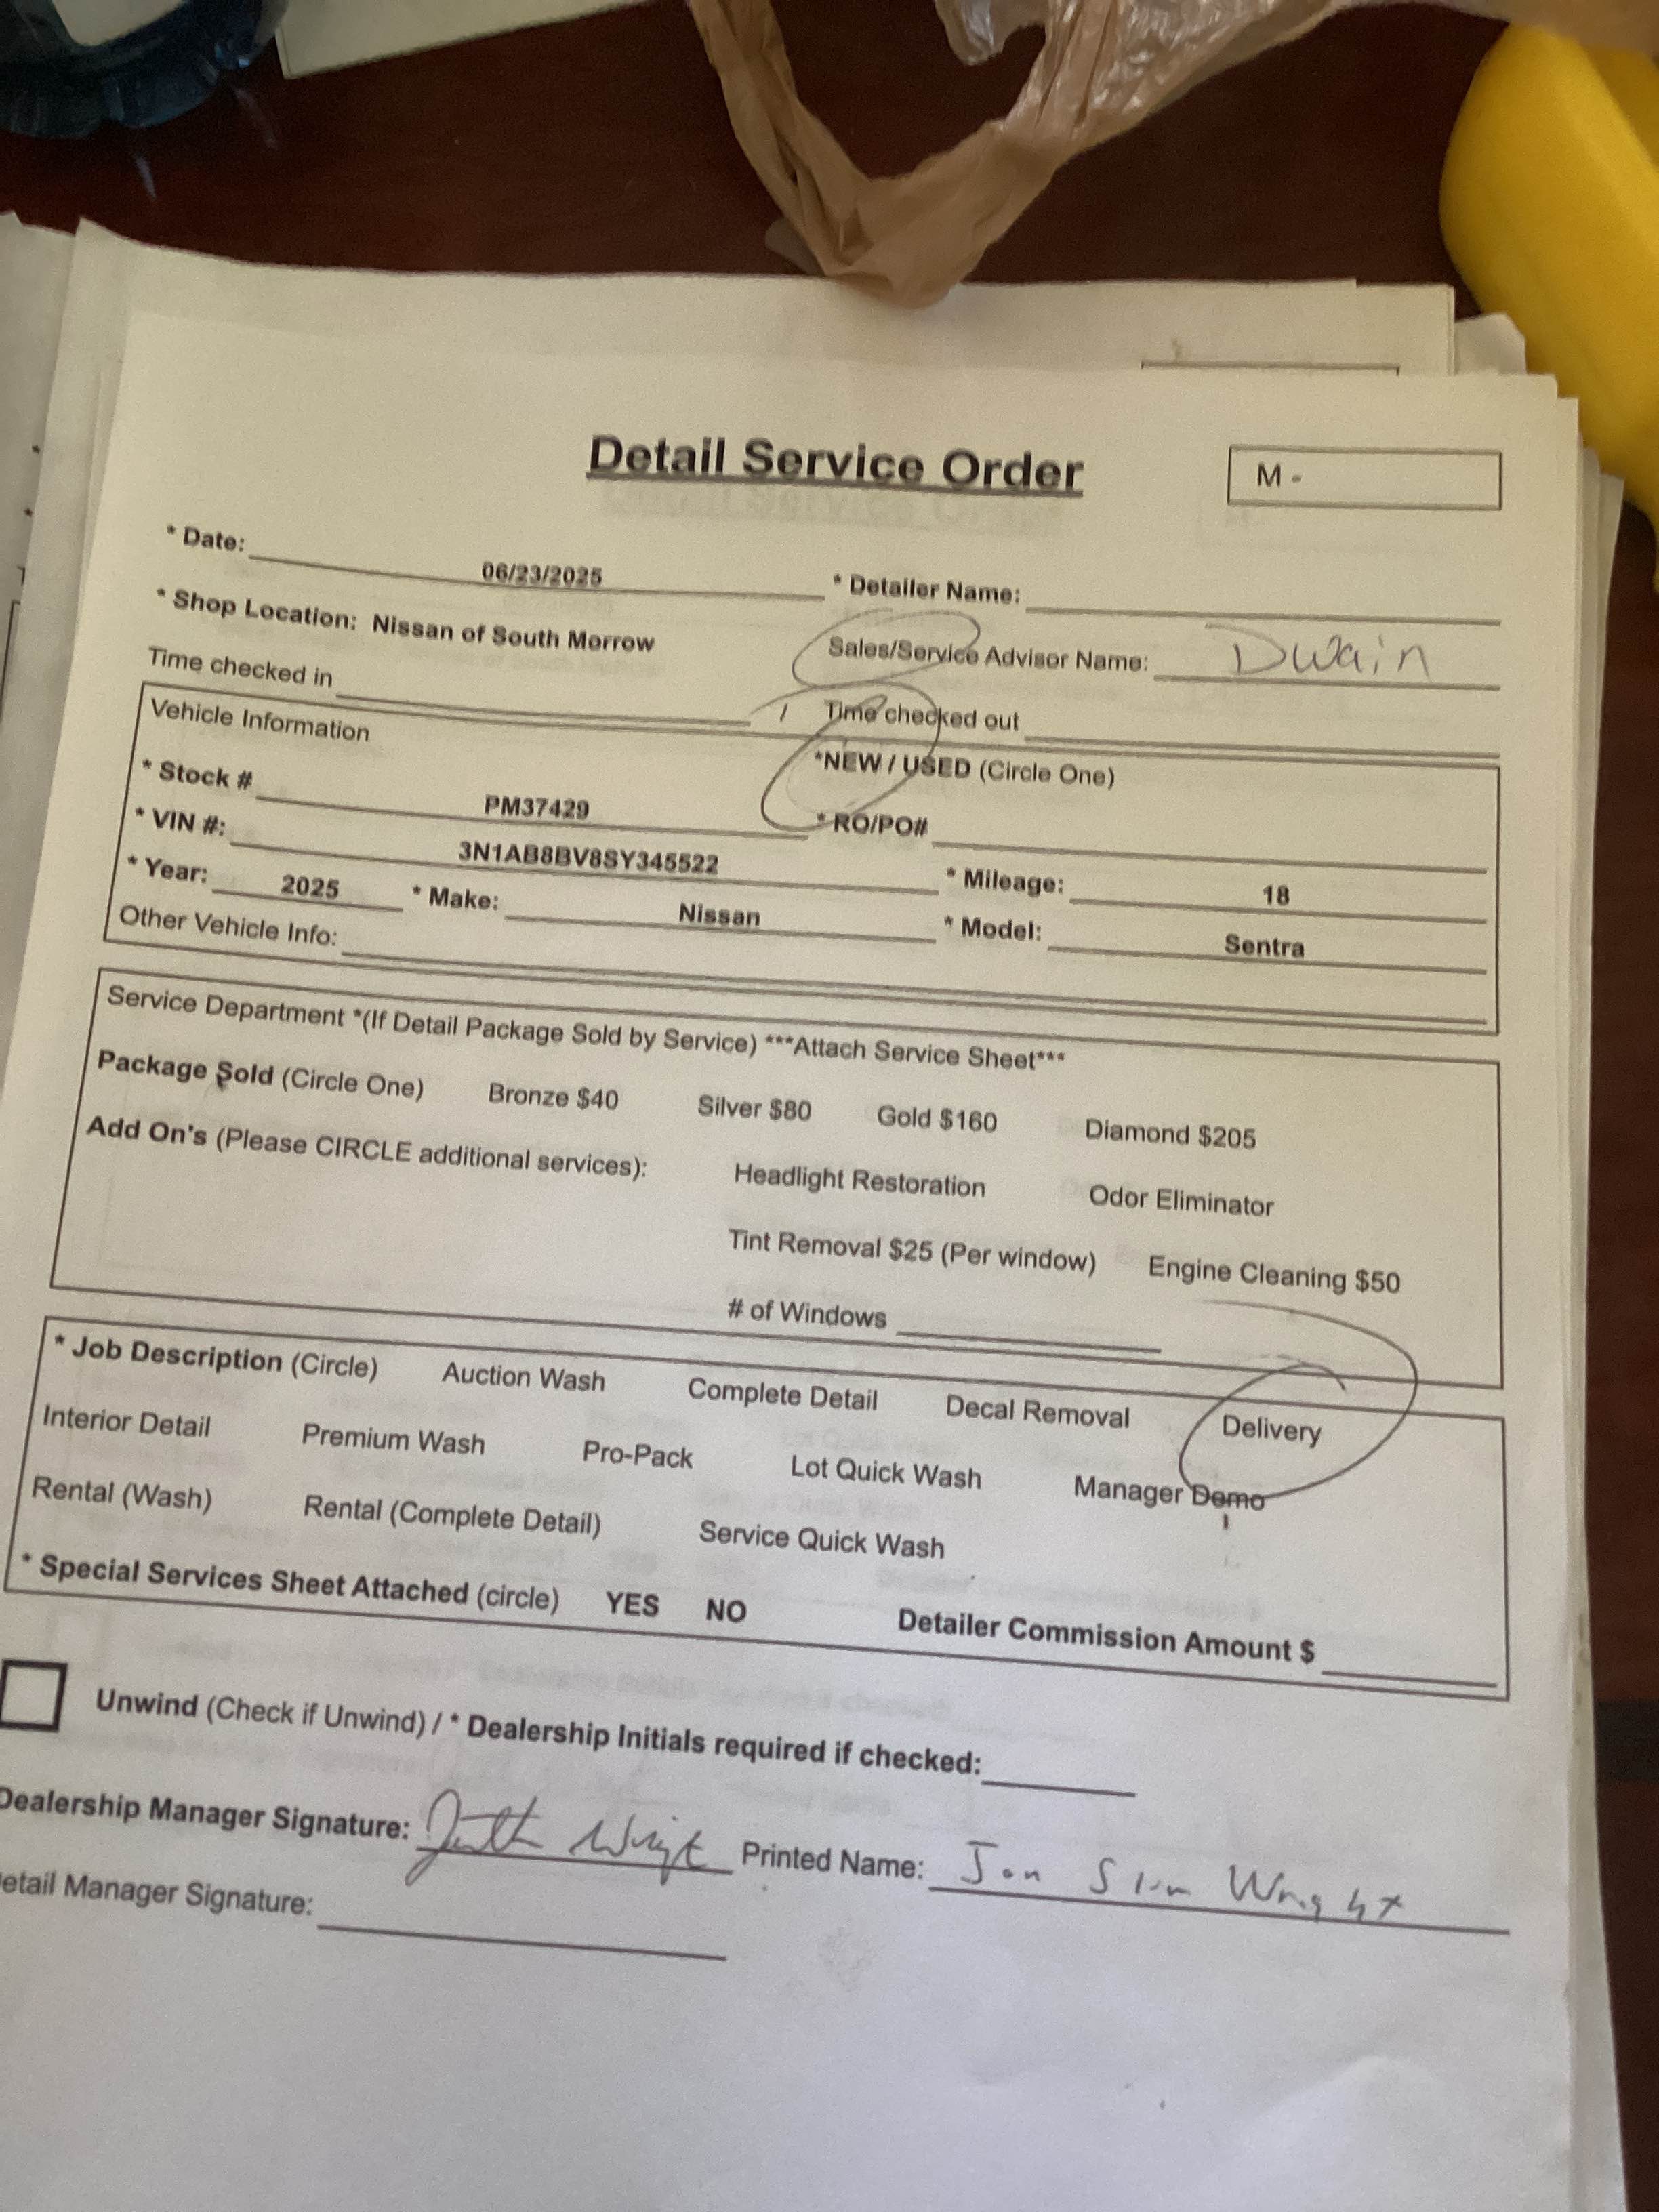 Detail Service Order
M -
* Date: 06/23/2025 * Detailer Name:
* Shop Location: Nissan of South Morrow Sales/Service Advisor Name: Dwain
Time checked in / Time checked out
Vehicle Information *NEW / USED (Circle One)
* Stock # PM37429 * RO/PO#
* VIN #: 3N1AB8BV8SY345522 * Mileage: 18
* Year: 2025 * Make: Nissan * Model: Sentra
Other Vehicle Info:
Service Department *(If Detail Package Sold by Service) ***Attach Service Sheet***
Package Sold (Circle One) Bronze $40 Silver $80 Gold $160 Diamond $205
Add On's (Please CIRCLE additional services): Headlight Restoration Odor Eliminator
Tint Removal $25 (Per window) Engine Cleaning $50
# of Windows
* Job Description (Circle) Auction Wash Complete Detail Decal Removal Delivery
Interior Detail Premium Wash Pro-Pack Lot Quick Wash Manager Demo
Rental (Wash) Rental (Complete Detail) Service Quick Wash
* Special Services Sheet Attached (circle) YES NO Detailer Commission Amount $
Unwind (Check if Unwind) / * Dealership Initials required if checked:
Dealership Manager Signature: Wright Printed Name: Jon Slim Wright
etail Manager Signature: